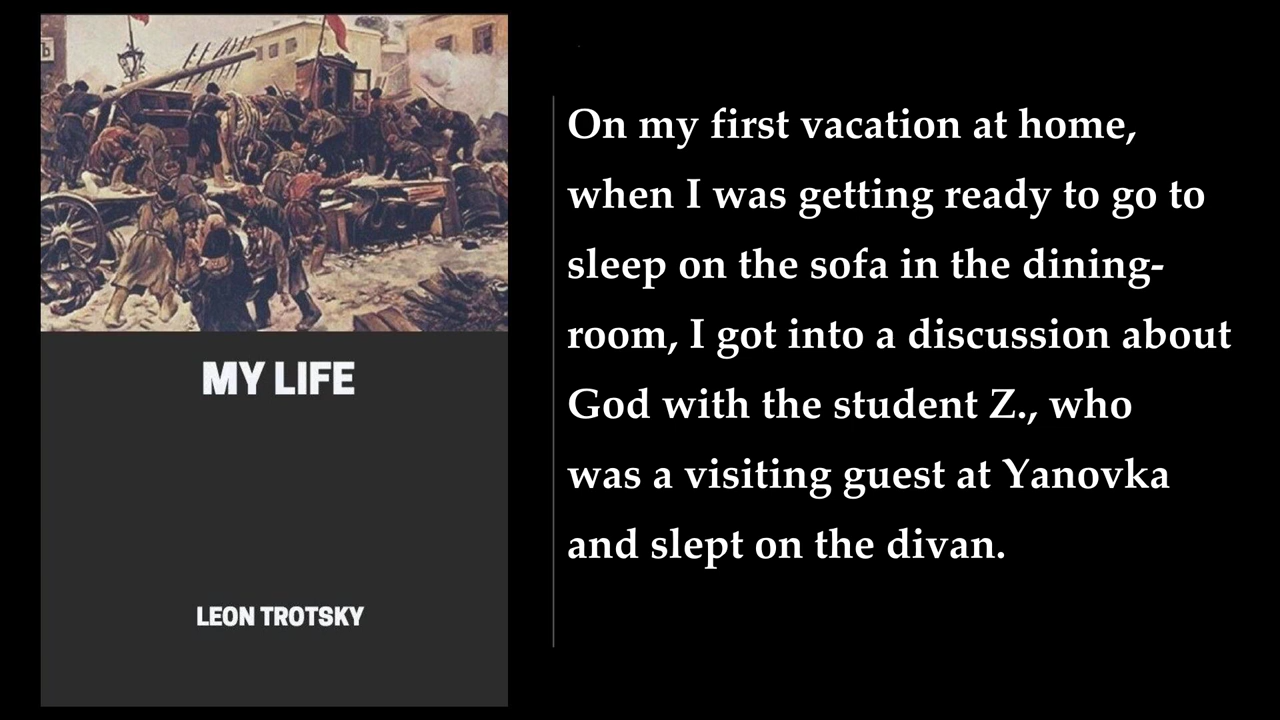 MY LIFE
LEON TROTSKY
On my first vacation at home,
when I was getting ready to go to
sleep on the sofa in the dining-
room, I got into a discussion about
God with the student Z., who
was a visiting guest at Yanovka
and slept on the divan.